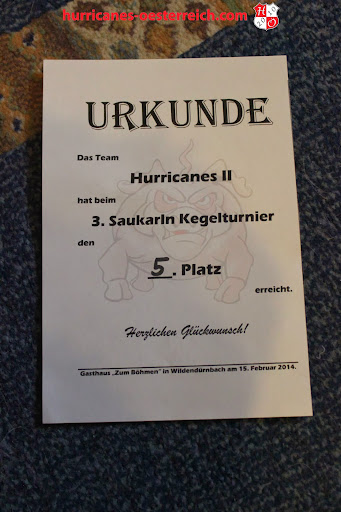 hurricanes-oesterreich.com
URKUNDE
Das Team
Hurricanes II
hat beim
3. Saukarln Kegelturnier
den
5. Platz
erreicht.
Herzlichen Glückwunsch!
Gasthaus „Zum Böhmen" in Wildendürnbach am 15. Februar 2014.